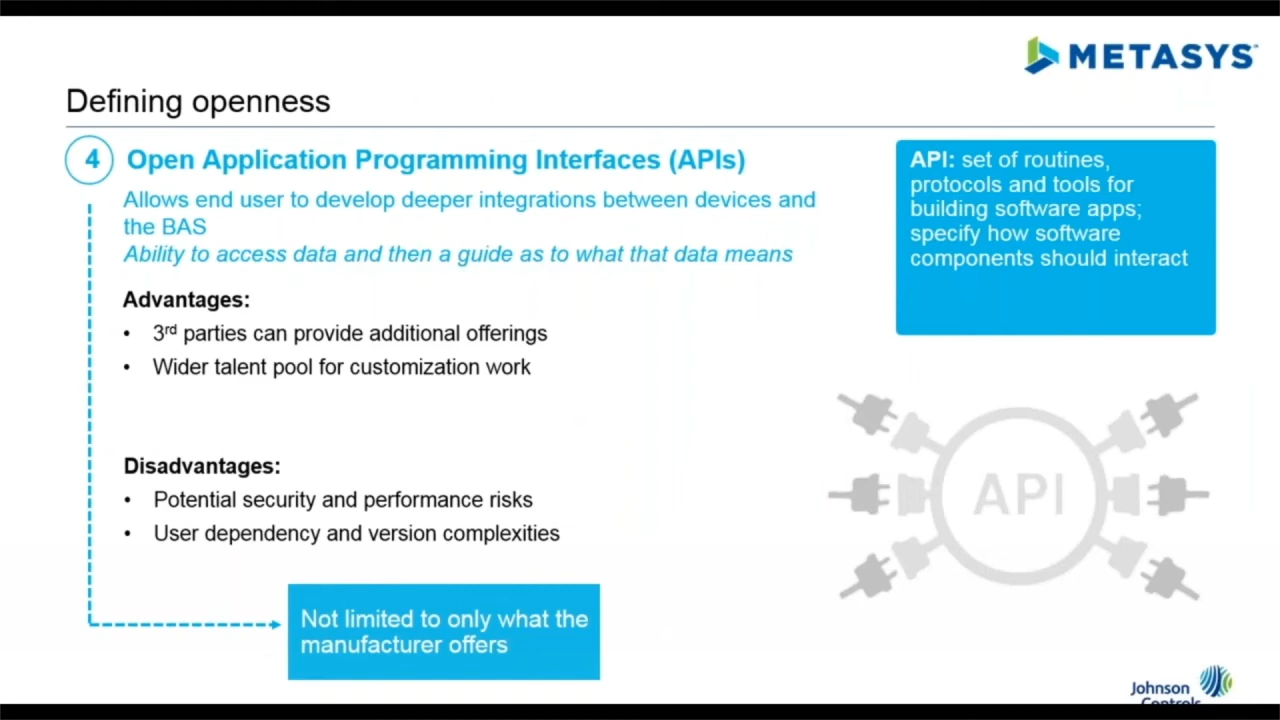 METASYS™
Defining openness
4 Open Application Programming Interfaces (APIs)
Allows end user to develop deeper integrations between devices and
the BAS
Ability to access data and then a guide as to what that data means
Advantages:
• 3rd parties can provide additional offerings
• Wider talent pool for customization work
Disadvantages:
• Potential security and performance risks
• User dependency and version complexities
Not limited to only what the
manufacturer offers
API: set of routines,
protocols and tools for
building software apps;
specify how software
components should interact
API
Johnson
Controls